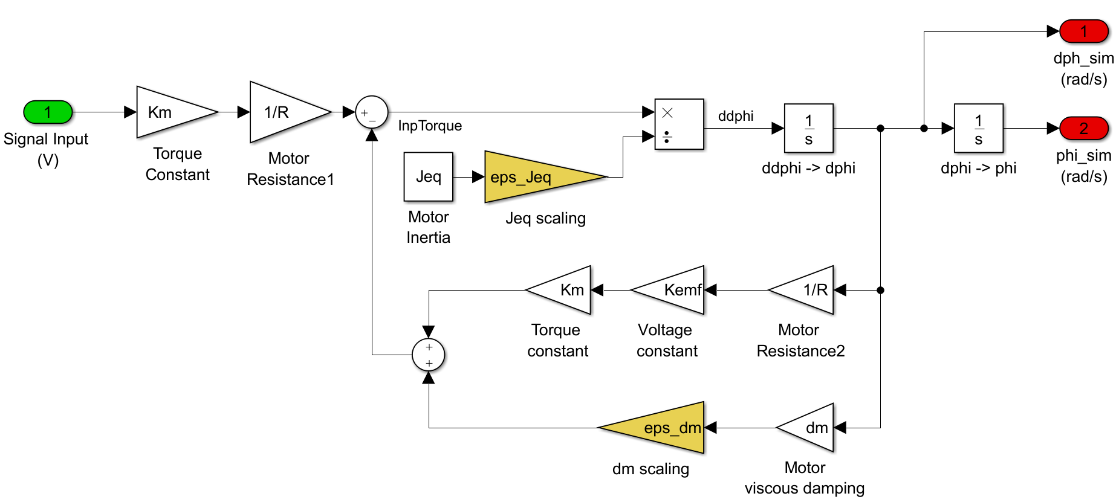 1
dph_sim
(rad/s)
1
Signal Input
(V)
Km
Torque
Constant
1/R
Motor
Resistance1
+
−
InpTorque
×
÷
ddphi
1
s
ddphi -> dphi
1
s
dphi -> phi
2
phi_sim
(rad/s)
Jeq
Motor
Inertia
eps_Jeq
Jeq scaling
Km
Torque
constant
Kemf
Voltage
constant
1/R
Motor
Resistance2
+
+
eps_dm
dm scaling
dm
Motor
viscous damping